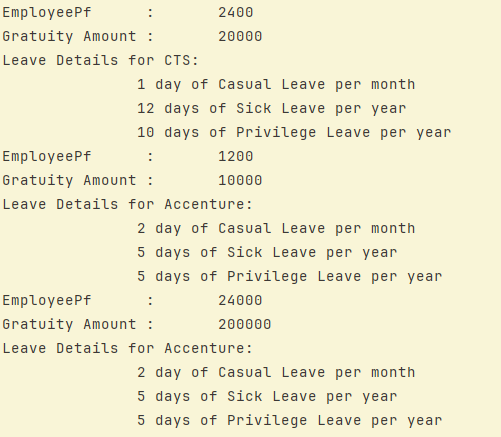 EmployeePf      :       2400
Gratuity Amount :       20000
Leave Details for CTS:
               1 day of Casual Leave per month
               12 days of Sick Leave per year
               10 days of Privilege Leave per year
EmployeePf      :       1200
Gratuity Amount :       10000
Leave Details for Accenture:
               2 day of Casual Leave per month
               5 days of Sick Leave per year
               5 days of Privilege Leave per year
EmployeePf      :       24000
Gratuity Amount :       200000
Leave Details for Accenture:
               2 day of Casual Leave per month
               5 days of Sick Leave per year
               5 days of Privilege Leave per year